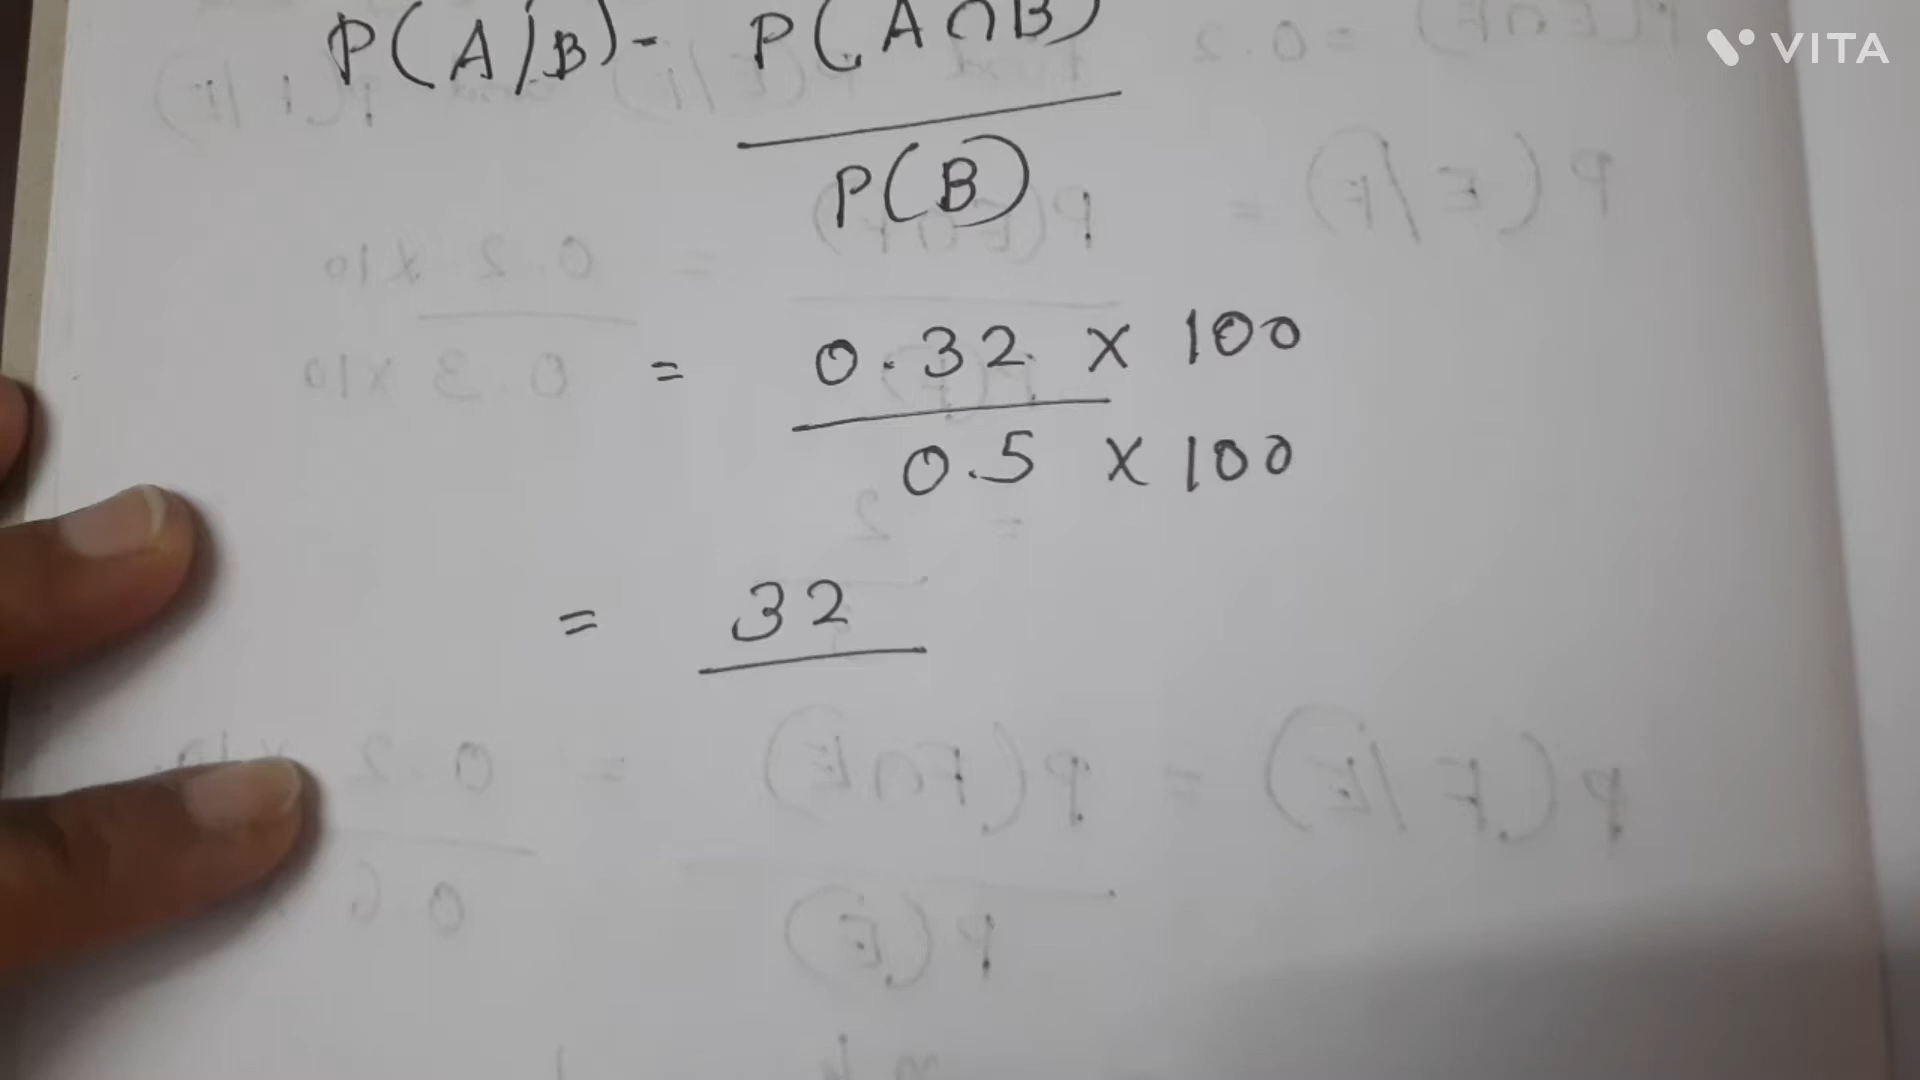 VITA
P(A/B) = P(A∩B)
P(B)
= 0.32 × 100
0.5 × 100
= 32